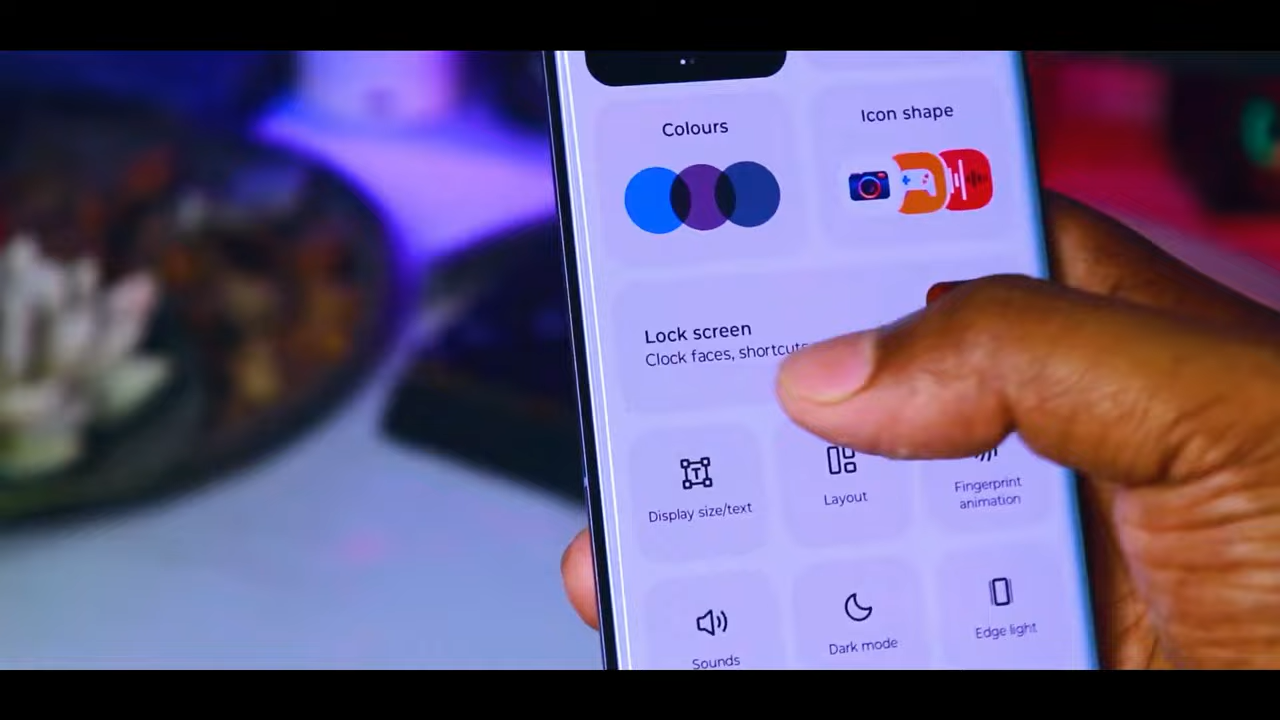 Colours
Icon shape
Lock screen
Clock faces, shortcuts
Display size/text
Layout
Fingerprint
animation
Sounds
Dark mode
Edge light